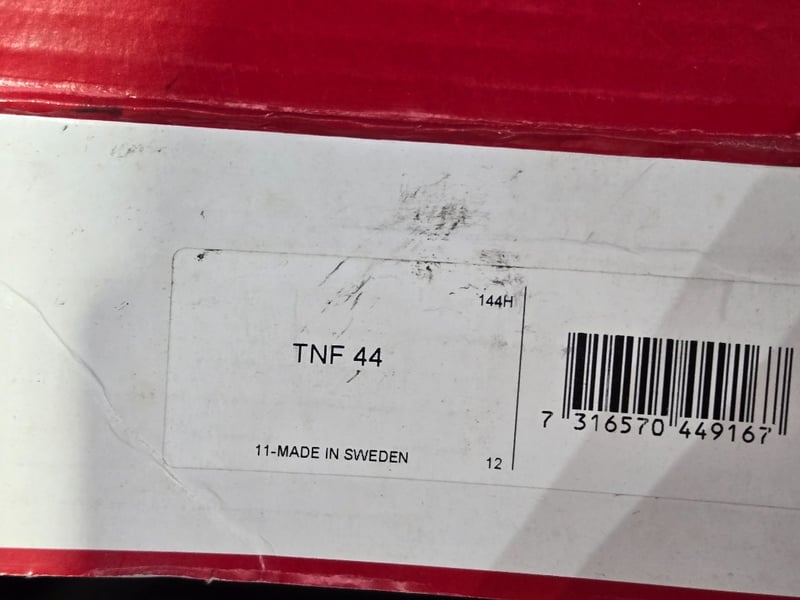 144H
TNF 44
11-MADE IN SWEDEN
12
7 316570 449167